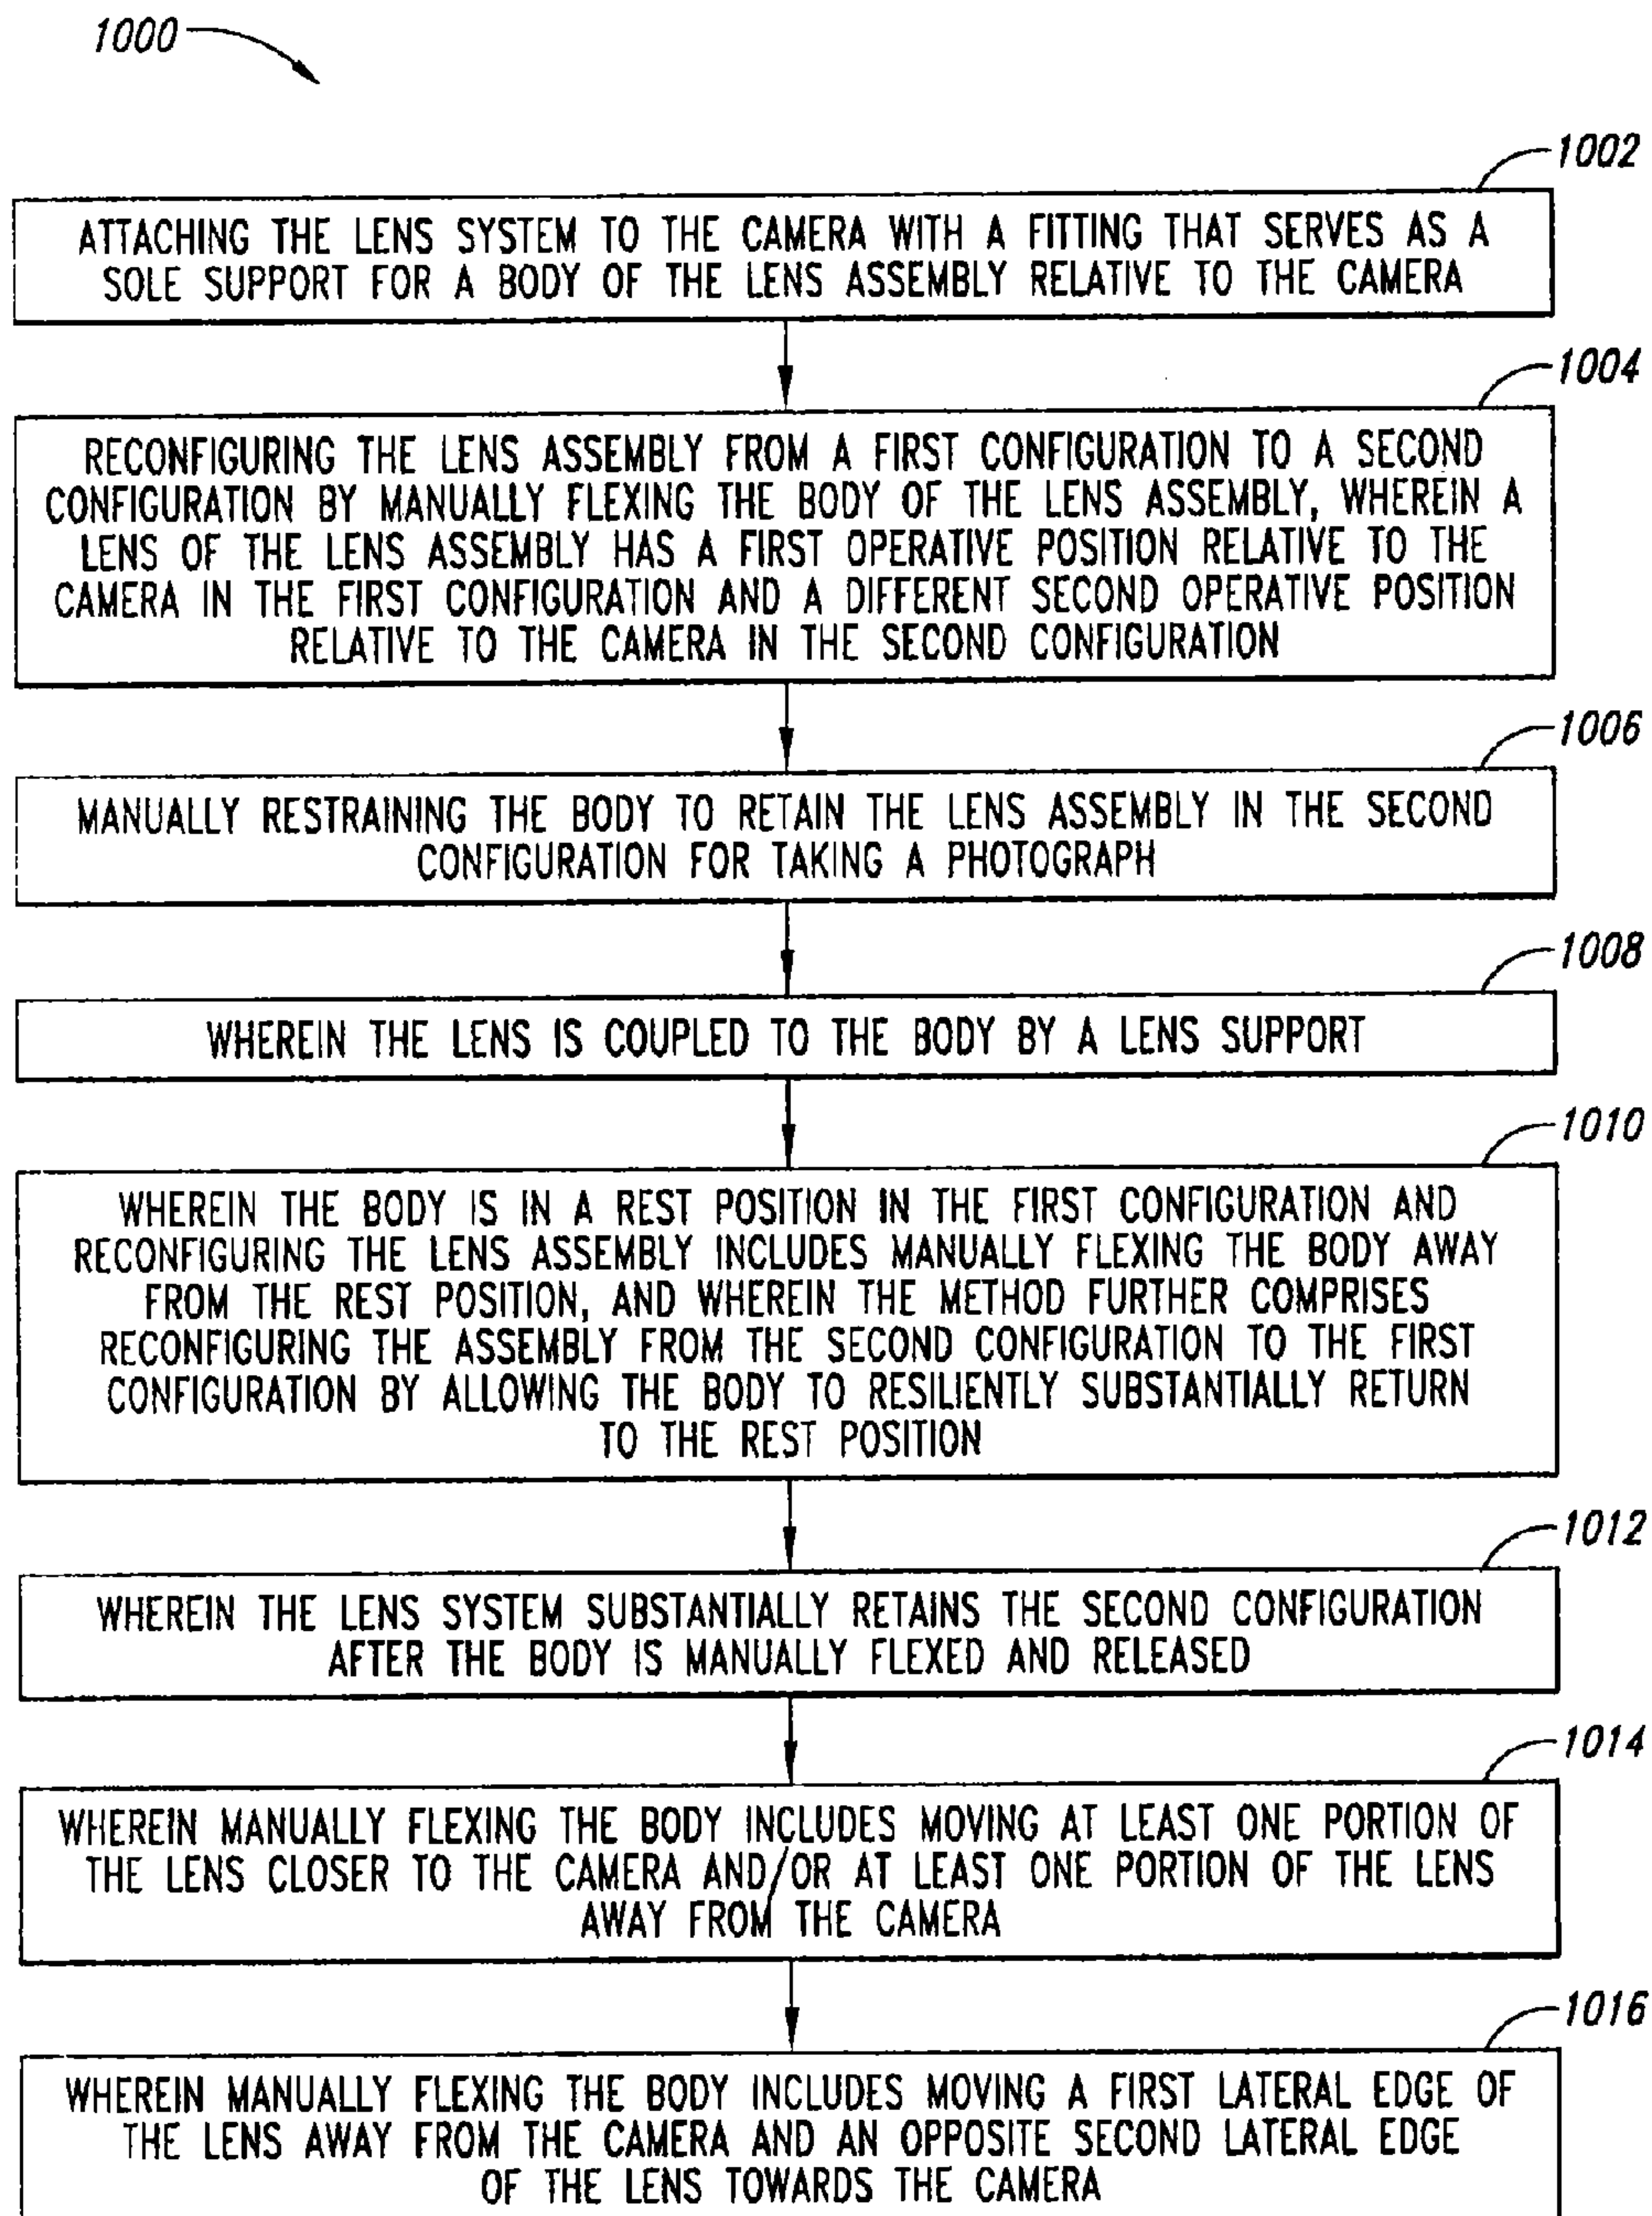 1000
1002
ATTACHING THE LENS SYSTEM TO THE CAMERA WITH A FITTING THAT SERVES AS A
SOLE SUPPORT FOR A BODY OF THE LENS ASSEMBLY RELATIVE TO THE CAMERA
1004
RECONFIGURING THE LENS ASSEMBLY FROM A FIRST CONFIGURATION TO A SECOND
CONFIGURATION BY MANUALLY FLEXING THE BODY OF THE LENS ASSEMBLY, WHEREIN A
LENS OF THE LENS ASSEMBLY HAS A FIRST OPERATIVE POSITION RELATIVE TO THE
CAMERA IN THE FIRST CONFIGURATION AND A DIFFERENT SECOND OPERATIVE POSITION
RELATIVE TO THE CAMERA IN THE SECOND CONFIGURATION
1006
MANUALLY RESTRAINING THE BODY TO RETAIN THE LENS ASSEMBLY IN THE SECOND
CONFIGURATION FOR TAKING A PHOTOGRAPH
1008
WHEREIN THE LENS IS COUPLED TO THE BODY BY A LENS SUPPORT
1010
WHEREIN THE BODY IS IN A REST POSITION IN THE FIRST CONFIGURATION AND
RECONFIGURING THE LENS ASSEMBLY INCLUDES MANUALLY FLEXING THE BODY AWAY
FROM THE REST POSITION, AND WHEREIN THE METHOD FURTHER COMPRISES
RECONFIGURING THE ASSEMBLY FROM THE SECOND CONFIGURATION TO THE FIRST
CONFIGURATION BY ALLOWING THE BODY TO RESILIENTLY SUBSTANTIALLY RETURN
TO THE REST POSITION
1012
WHEREIN THE LENS SYSTEM SUBSTANTIALLY RETAINS THE SECOND CONFIGURATION
AFTER THE BODY IS MANUALLY FLEXED AND RELEASED
1014
WHEREIN MANUALLY FLEXING THE BODY INCLUDES MOVING AT LEAST ONE PORTION OF
THE LENS CLOSER TO THE CAMERA AND/OR AT LEAST ONE PORTION OF THE LENS
AWAY FROM THE CAMERA
1016
WHEREIN MANUALLY FLEXING THE BODY INCLUDES MOVING A FIRST LATERAL EDGE OF
THE LENS AWAY FROM THE CAMERA AND AN OPPOSITE SECOND LATERAL EDGE
OF THE LENS TOWARDS THE CAMERA